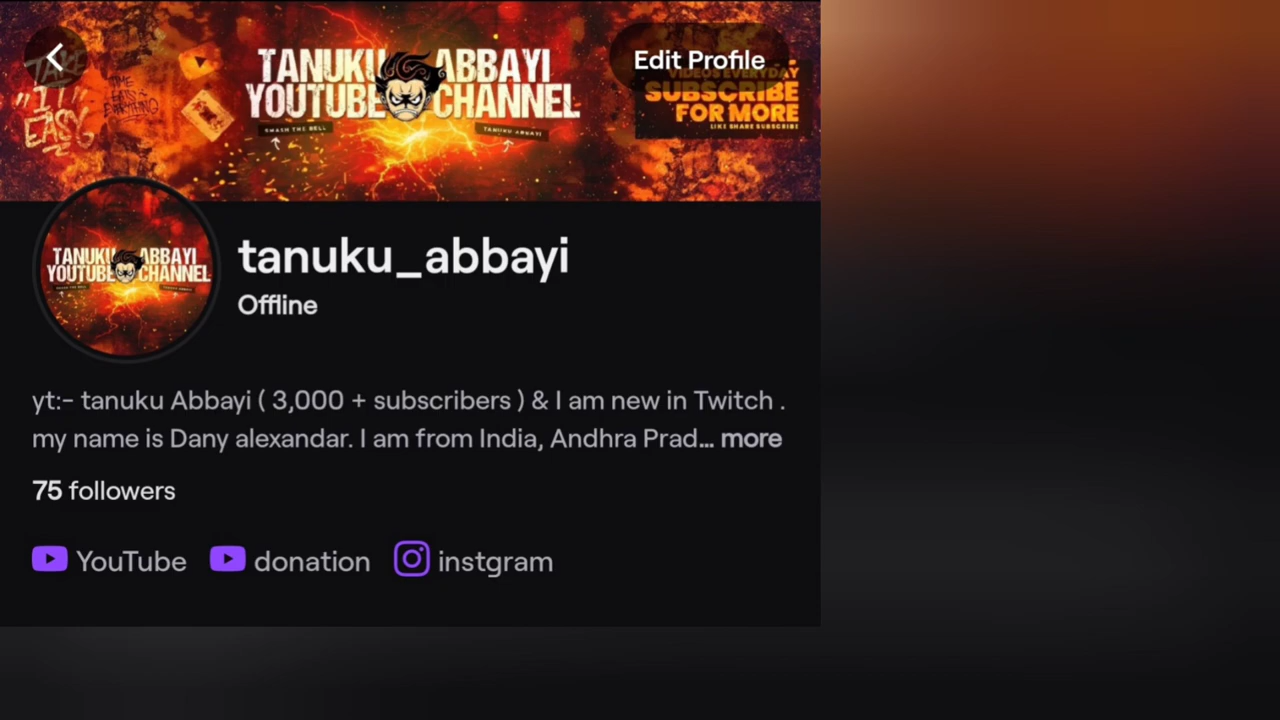 TAKE
"IT
EASY
TANUKU ABBAYI
YOUTUBE CHANNEL
SMASH THE BELL
TANUKU ABBAYI
Edit Profile
VIDEOS EVERYDAY
SUBSCRIBE
FOR MORE
LIKE SHARE SUBSCRIBE
TANUKU ABBAYI
YOUTUBE CHANNEL
tanuku_abbayi
Offline
yt:- tanuku Abbayi ( 3,000 + subscribers ) & I am new in Twitch .
my name is Dany alexandar. I am from India, Andhra Prad... more
75 followers
YouTube donation instgram